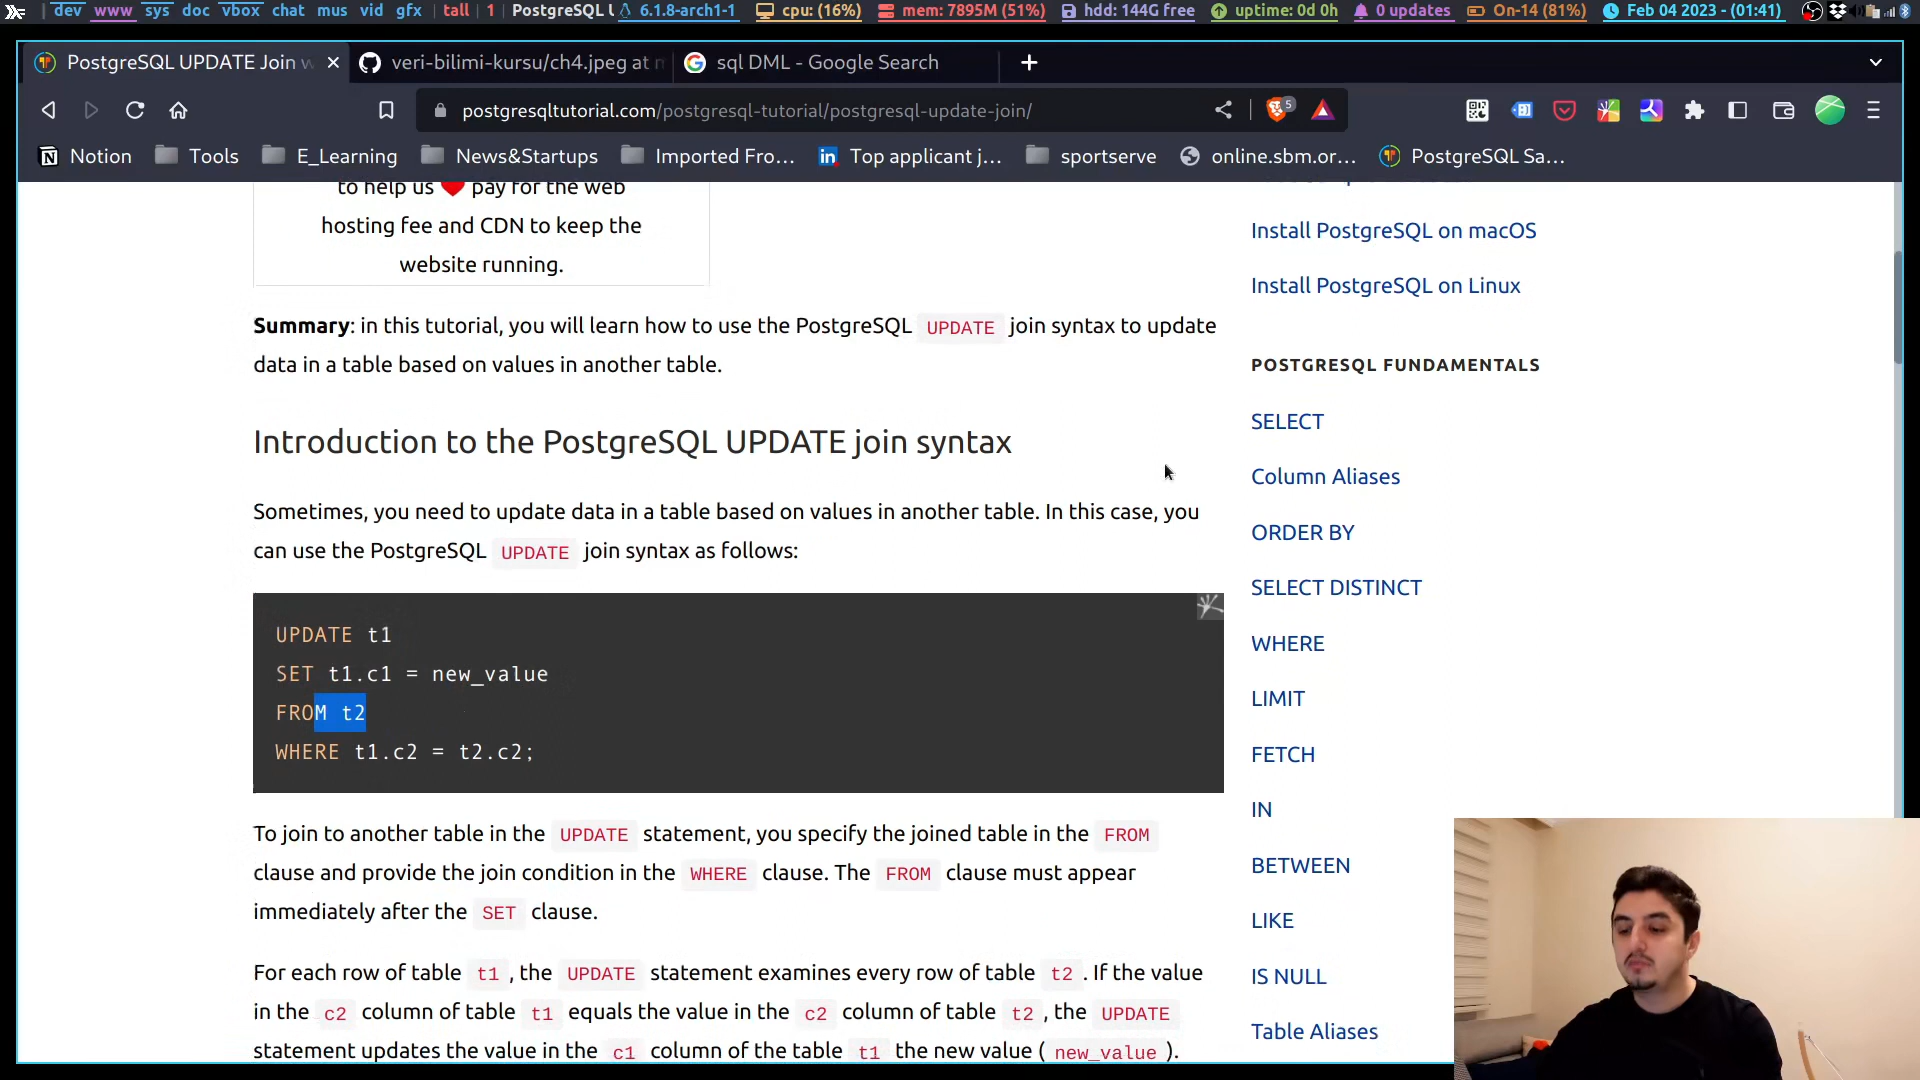 dev www sys doc vbox chat mus vid gfx | tall | 1 | PostgreSQL U 6.1.8-arch1-1 cpu: (16%) mem: 7895M (51%) hdd: 144G free uptime: 0d 0h 0 updates On-14 (81%) Feb 04 2023 - (01:41)
PostgreSQL UPDATE Join w veri-bilimi-kursu/ch4.jpeg at m sql DML - Google Search
postgresqltutorial.com/postgresql-tutorial/postgresql-update-join/ 5
Notion Tools E_Learning News&Startups Imported Fro... Top applicant j... sportserve online.sbm.or... PostgreSQL Sa...
to help us pay for the web
hosting fee and CDN to keep the
website running.
Summary: in this tutorial, you will learn how to use the PostgreSQL UPDATE join syntax to update
data in a table based on values in another table.
Introduction to the PostgreSQL UPDATE join syntax
Sometimes, you need to update data in a table based on values in another table. In this case, you
can use the PostgreSQL UPDATE join syntax as follows:
UPDATE t1
SET t1.c1 = new_value
FROM t2
WHERE t1.c2 = t2.c2;
To join to another table in the UPDATE statement, you specify the joined table in the FROM
clause and provide the join condition in the WHERE clause. The FROM clause must appear
immediately after the SET clause.
For each row of table t1, the UPDATE statement examines every row of table t2. If the value
in the c2 column of table t1 equals the value in the c2 column of table t2, the UPDATE
statement updates the value in the c1 column of the table t1 the new value (new_value).
Install PostgreSQL on macOS
Install PostgreSQL on Linux
POSTGRESQL FUNDAMENTALS
SELECT
Column Aliases
ORDER BY
SELECT DISTINCT
WHERE
LIMIT
FETCH
IN
BETWEEN
LIKE
IS NULL
Table Aliases